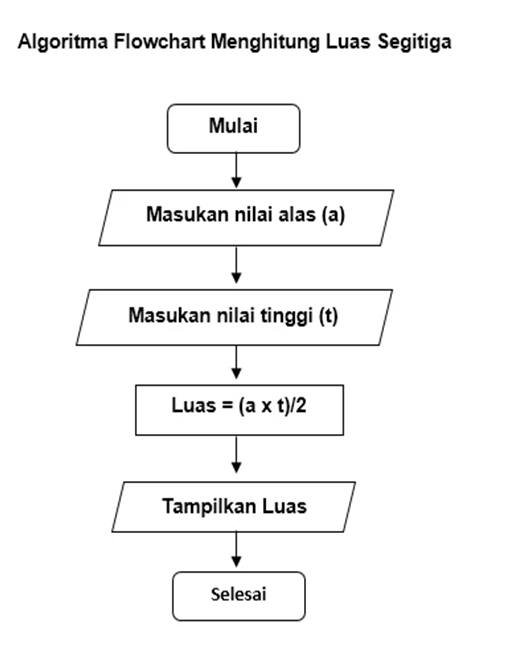 Algoritma Flowchart Menghitung Luas Segitiga
Mulai
Masukan nilai alas (a)
Masukan nilai tinggi (t)
Luas = (a x t)/2
Tampilkan Luas
Selesai